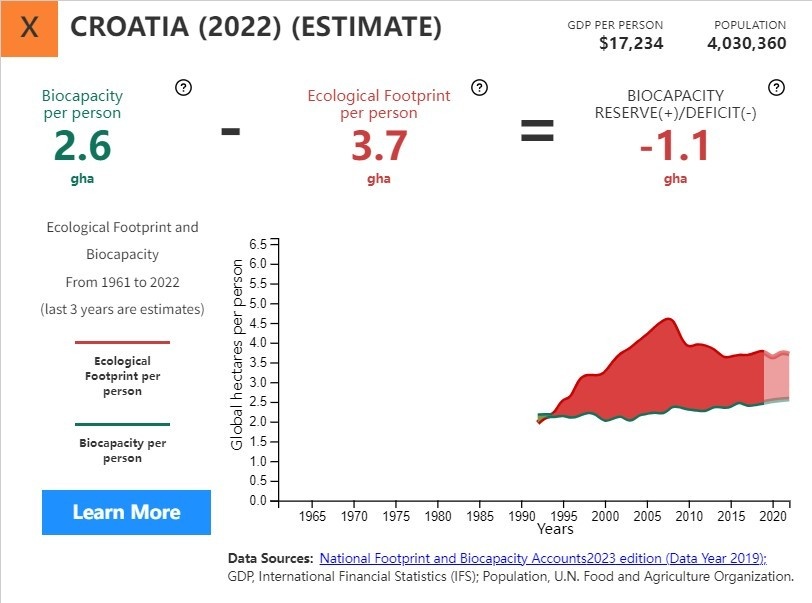 X
CROATIA (2022) (ESTIMATE)
GDP PER PERSON
$17,234
POPULATION
4,030,360
Biocapacity
per person
2.6
gha
?
-
Ecological Footprint
per person
3.7
gha
?
=
BIOCAPACITY
RESERVE(+)/DEFICIT(-)
-1.1
gha
?
Ecological Footprint and
Biocapacity
From 1961 to 2022
(last 3 years are estimates)
Ecological
Footprint per
person
Biocapacity per
person
Learn More
Global hectares per person
6.5
6.0
5.5
5.0
4.5
4.0
3.5
3.0
2.5
2.0
1.5
1.0
0.5
0.0
1965 1970 1975 1980 1985 1990 1995 2000 2005 2010 2015 2020
Years
Data Sources: National Footprint and Biocapacity Accounts2023 edition (Data Year 2019);
GDP, International Financial Statistics (IFS); Population, U.N. Food and Agriculture Organization.